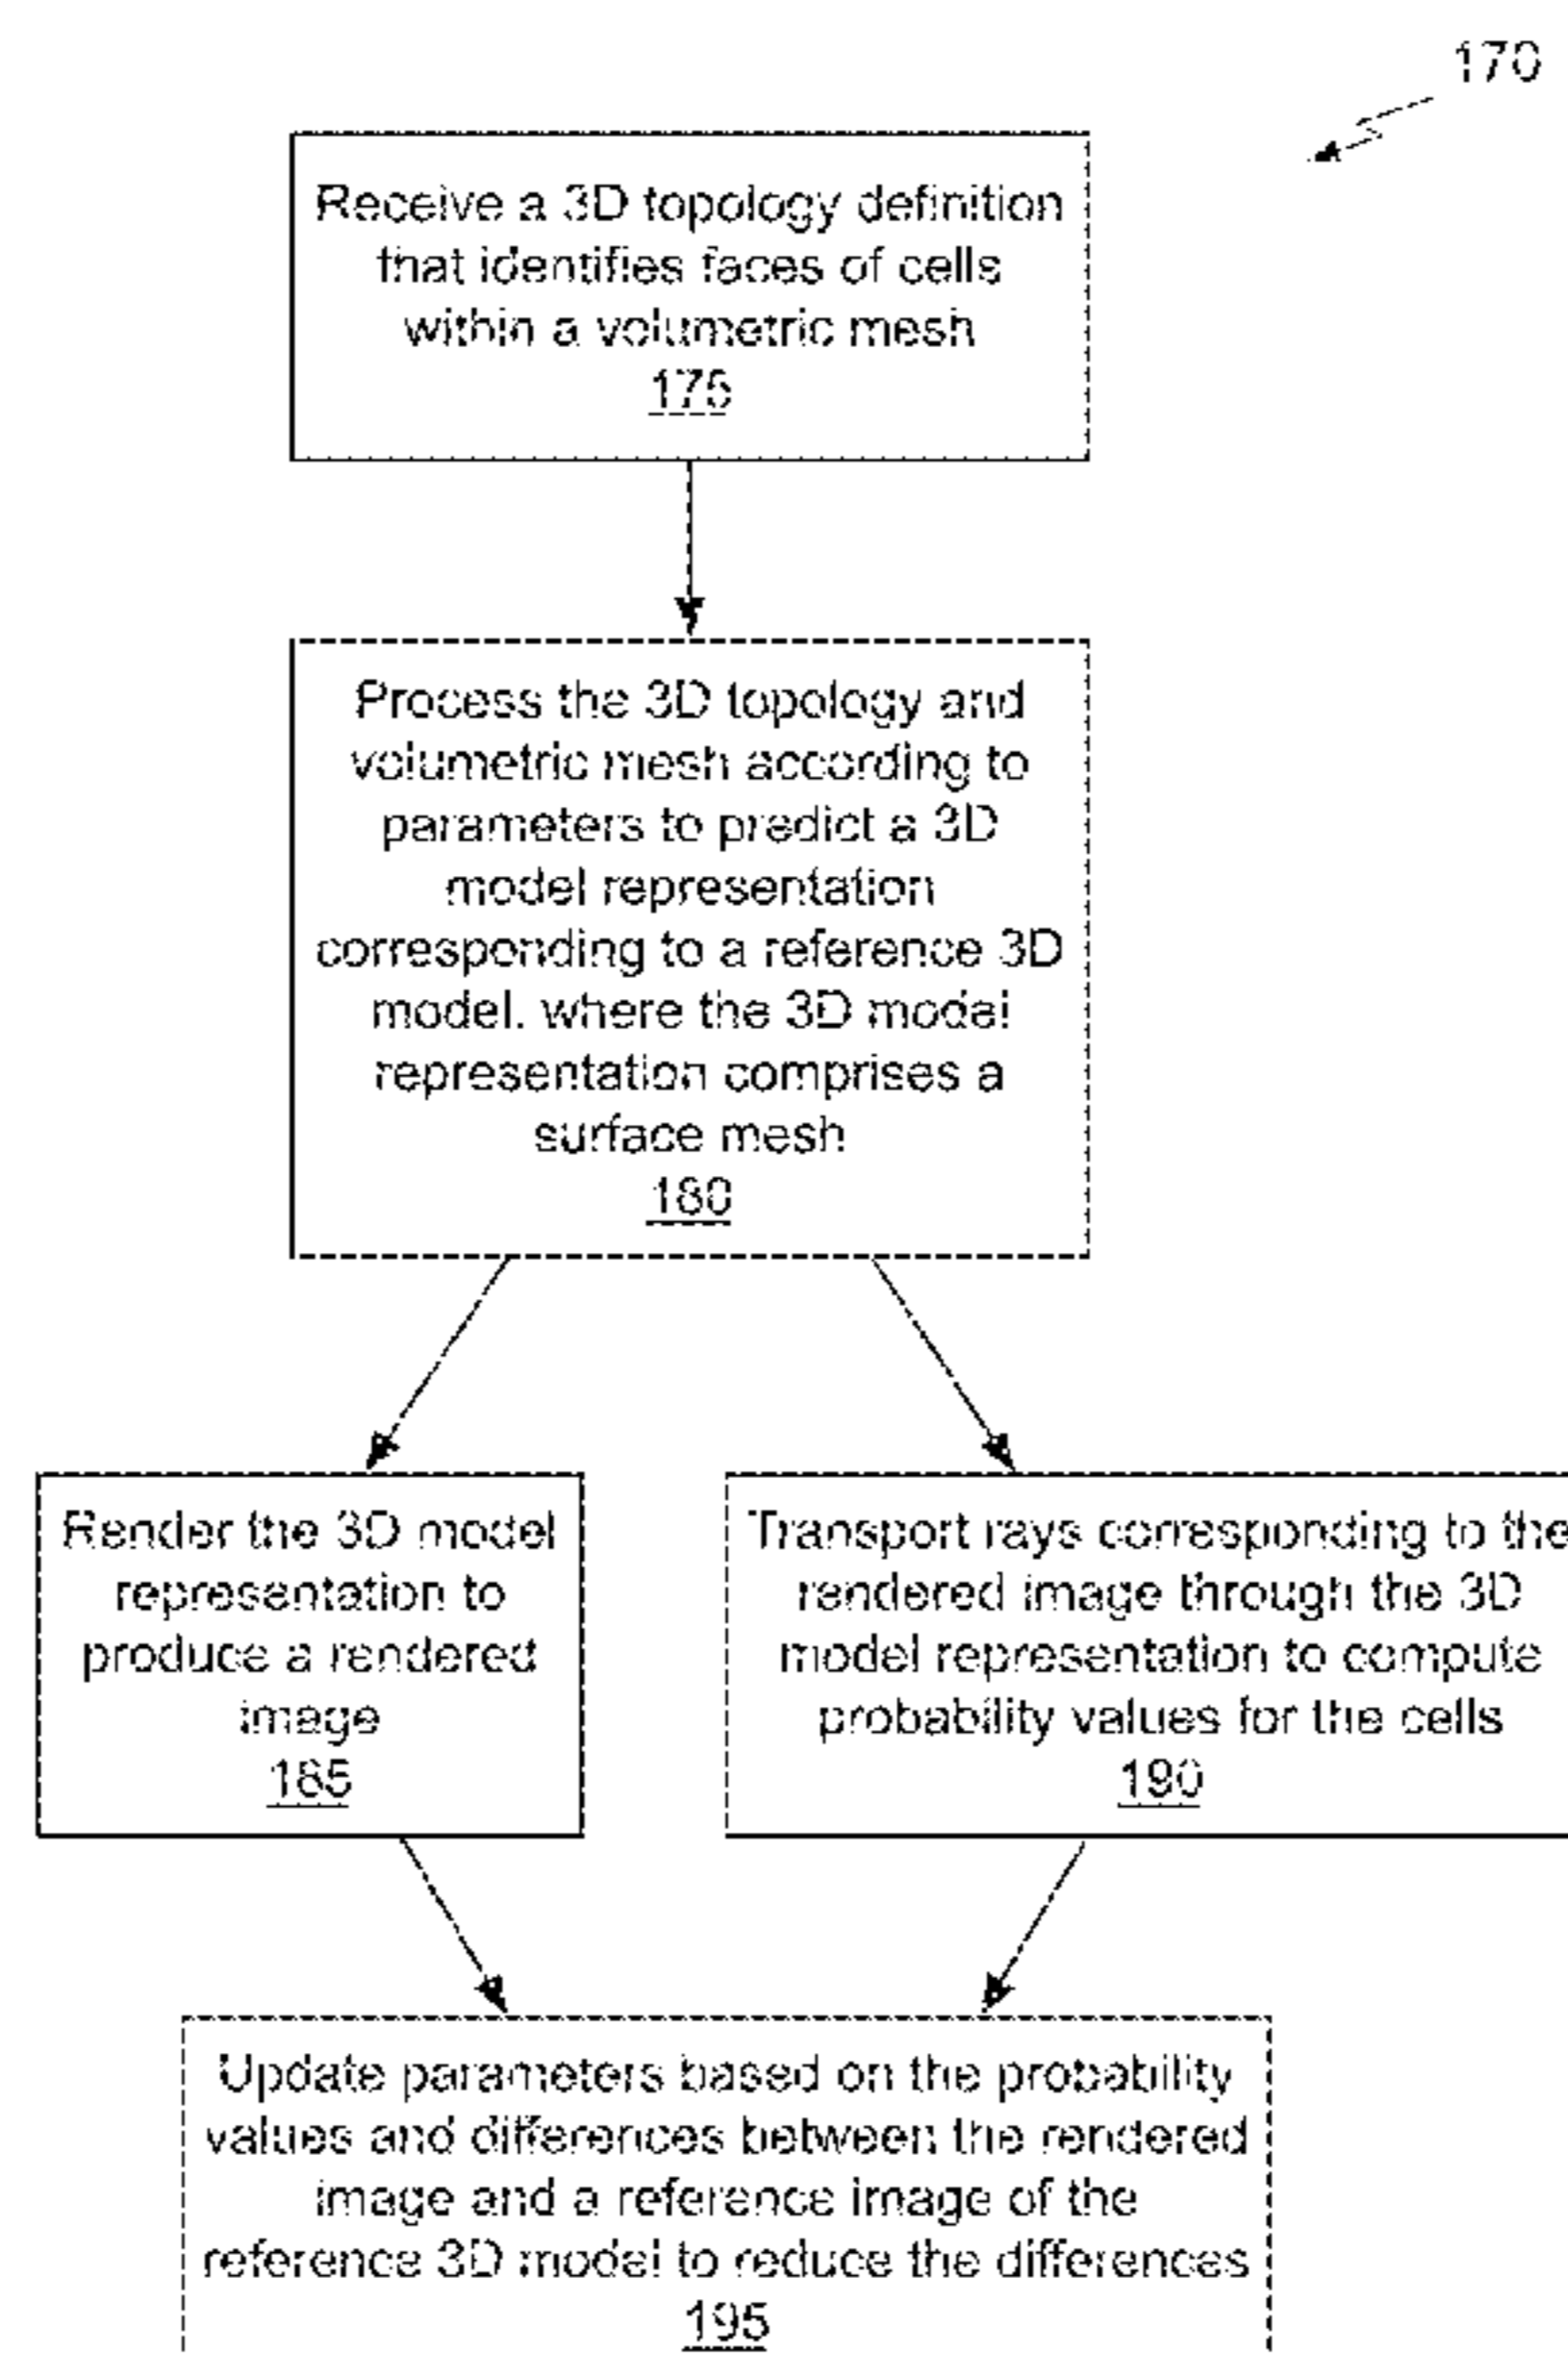 170
Receive a 3D topology definition
that identifies faces of cells
within a volumetric mesh
175
Process the 3D topology and
volumetric mesh according to
parameters to predict a 3D
model representation
corresponding to a reference 3D
model, where the 3D model
representation comprises a
surface mesh
180
Render the 3D model
representation to
produce a rendered
image
185
Transport rays corresponding to the
rendered image through the 3D
model representation to compute
probability values for the cells
190
Update parameters based on the probability
values and differences between the rendered
image and a reference image of the
reference 3D model to reduce the differences
195